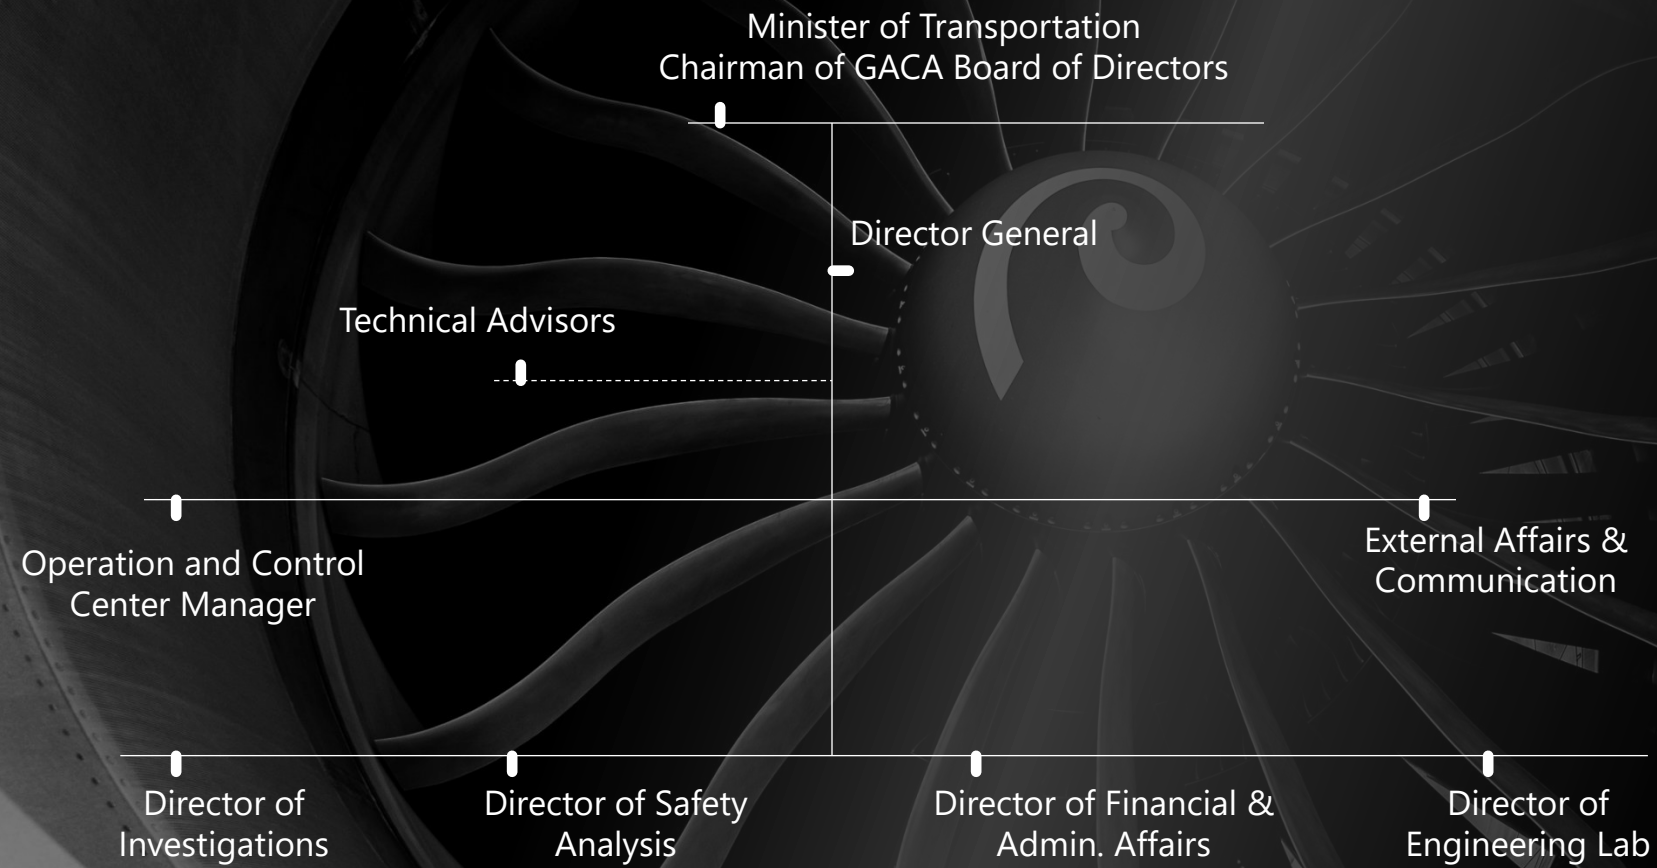 Minister of Transportation
Chairman of GACA Board of Directors
Director General
Technical Advisors
Operation and Control
Center Manager
External Affairs &
Communication
Director of
Investigations
Director of Safety
Analysis
Director of Financial &
Admin. Affairs
Director of
Engineering Lab